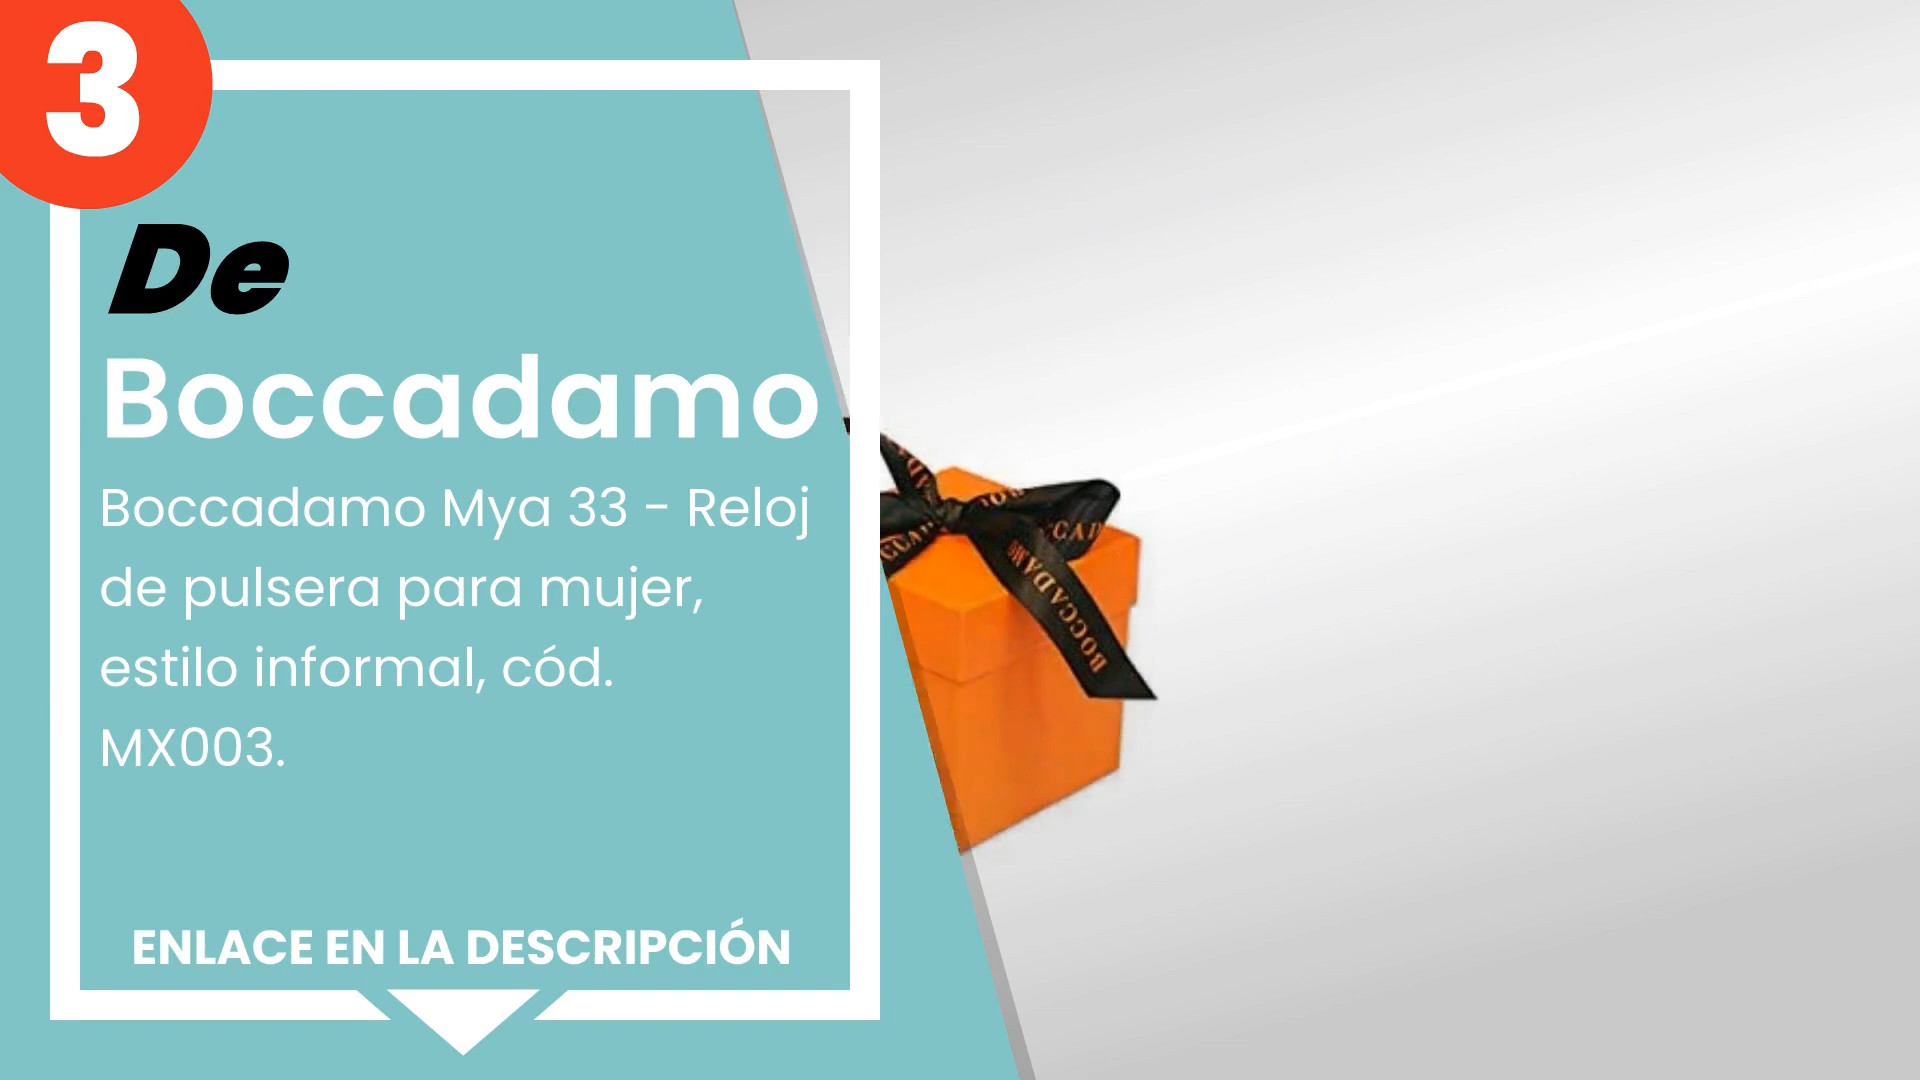 3
De
Boccadamo
Boccadamo Mya 33 - Reloj
de pulsera para mujer,
estilo informal, cód.
MX003.
ENLACE EN LA DESCRIPCIÓN
BOCCADAMO